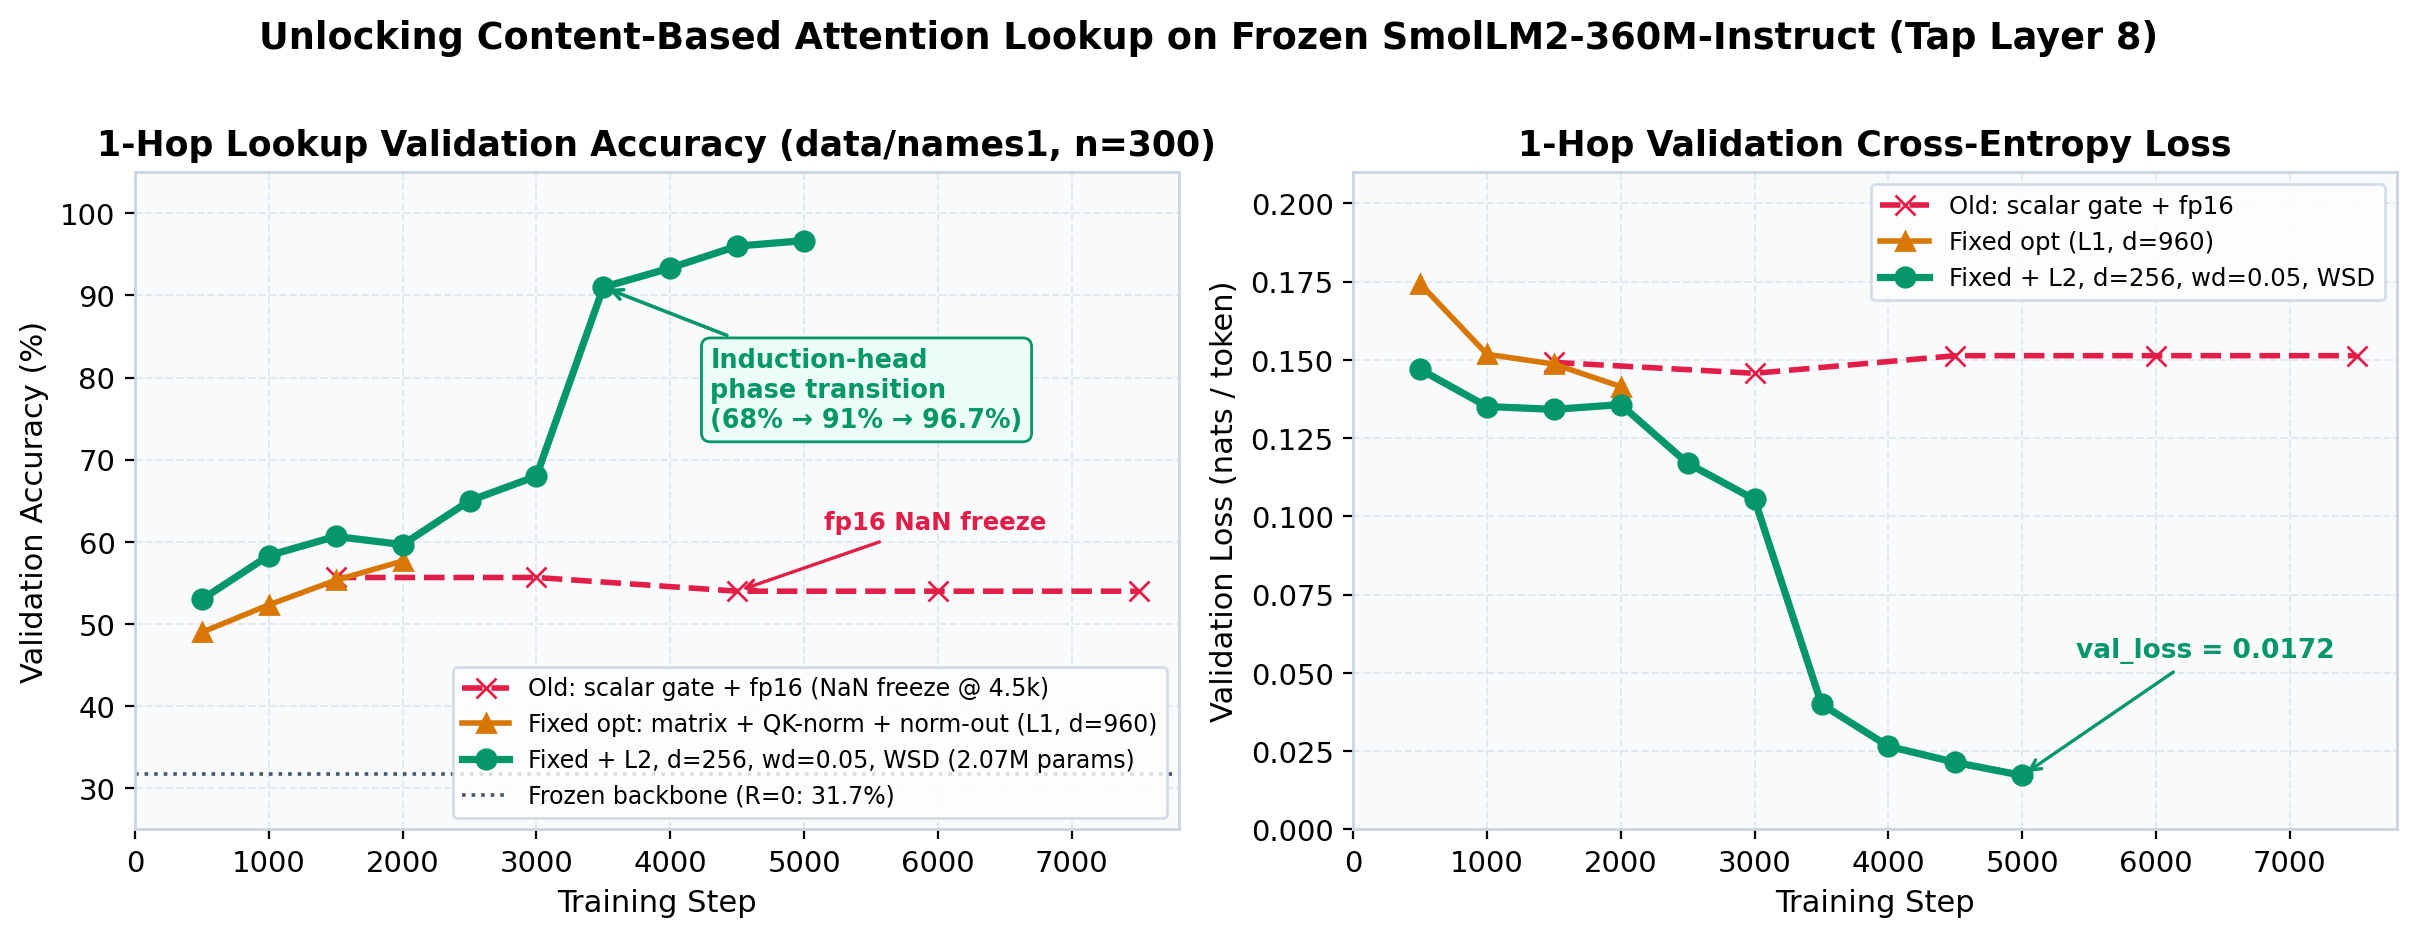 Unlocking Content-Based Attention Lookup on Frozen SmolLM2-360M-Instruct (Tap Layer 8)
1-Hop Lookup Validation Accuracy (data/names1, n=300)
Validation Accuracy (%)
100
90
80
70
60
50
40
30
Induction-head
phase transition
(68% → 91% → 96.7%)
fp16 NaN freeze
Old: scalar gate + fp16 (NaN freeze @ 4.5k)
Fixed opt: matrix + QK-norm + norm-out (L1, d=960)
Fixed + L2, d=256, wd=0.05, WSD (2.07M params)
Frozen backbone (R=0: 31.7%)
0 1000 2000 3000 4000 5000 6000 7000
Training Step
1-Hop Validation Cross-Entropy Loss
Validation Loss (nats / token)
0.200
0.175
0.150
0.125
0.100
0.075
0.050
0.025
0.000
Old: scalar gate + fp16
Fixed opt (L1, d=960)
Fixed + L2, d=256, wd=0.05, WSD
val_loss = 0.0172
0 1000 2000 3000 4000 5000 6000 7000
Training Step